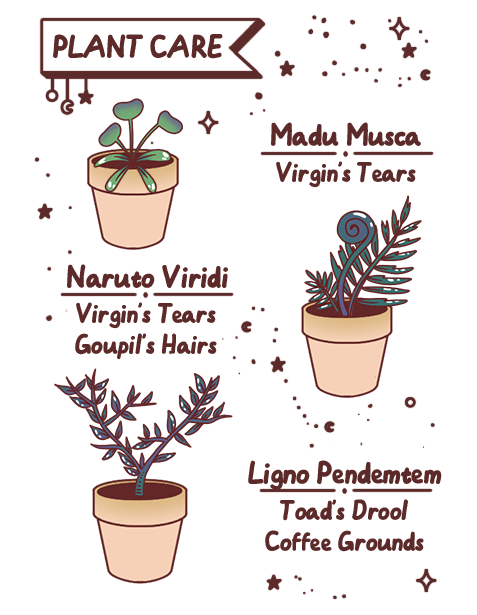 PLANT CARE
Madu Musca
Virgin's Tears
Naruto Viridi
Virgin's Tears
Goupil's Hairs
Ligno Pendemtem
Toad's Drool
Coffee Grounds